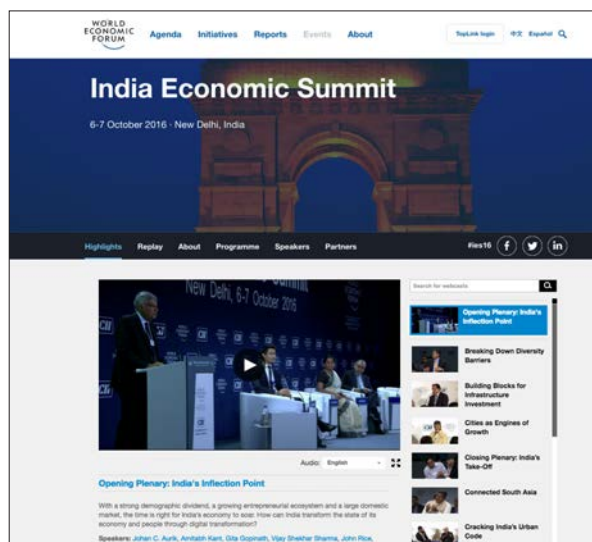 WORLD
ECONOMIC
FORUM
Agenda Initiatives Reports Events About
TopLink login 中文 Español
India Economic Summit
6-7 October 2016 · New Delhi, India
Highlights Replay About Programme Speakers Partners
#ies16
New Delhi, 6-7 October 2016
Search for webcasts
Opening Plenary: India's
Inflection Point
Breaking Down Diversity
Barriers
Building Blocks for
Infrastructure
Investment
Cities as Engines of
Growth
Closing Plenary: India's
Take-Off
Connected South Asia
Cracking India's Urban
Code
Audio: English
Opening Plenary: India's Inflection Point
With a strong demographic dividend, a growing entrepreneurial ecosystem and a large domestic
market, the time is right for India's economy to soar. How can India transform the state of its
economy and people through digital transformation?
Speakers: Johan C. Aurik, Amitabh Kant, Gita Gopinath, Vijay Shekhar Sharma, John Rice,